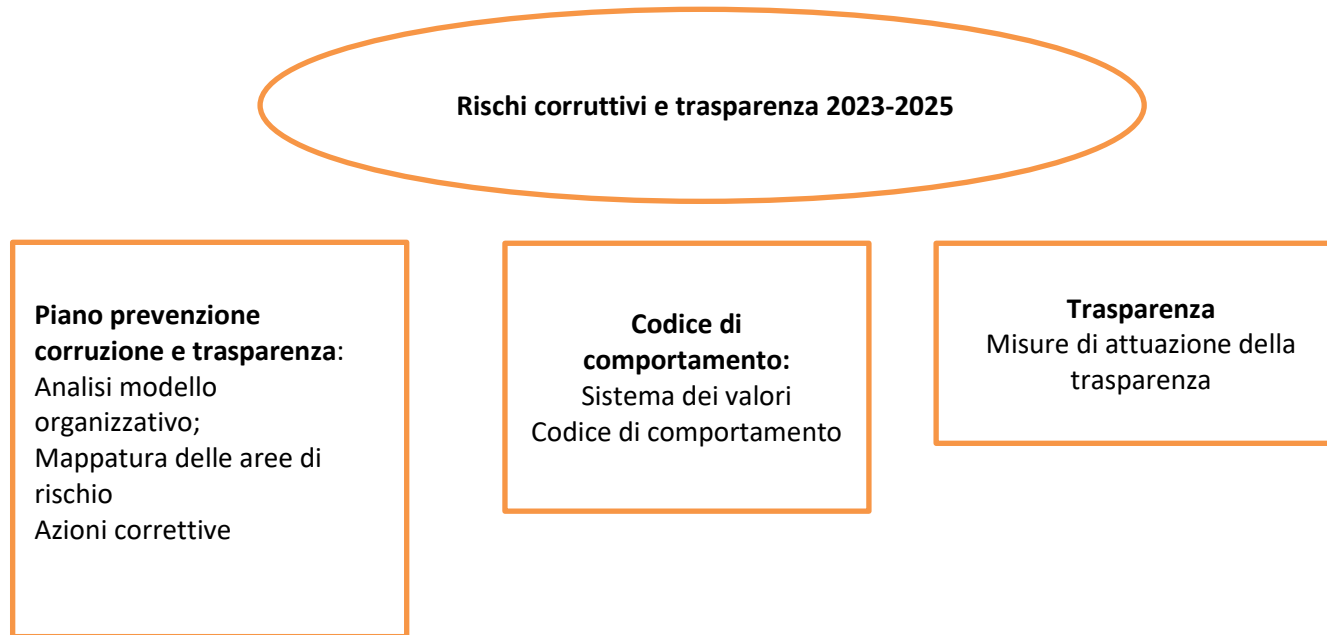 Rischi corruttivi e trasparenza 2023-2025
Piano prevenzione
corruzione e trasparenza:
Analisi modello
organizzativo;
Mappatura delle aree di
rischio
Azioni correttive
Codice di
comportamento:
Sistema dei valori
Codice di comportamento
Trasparenza
Misure di attuazione della
trasparenza